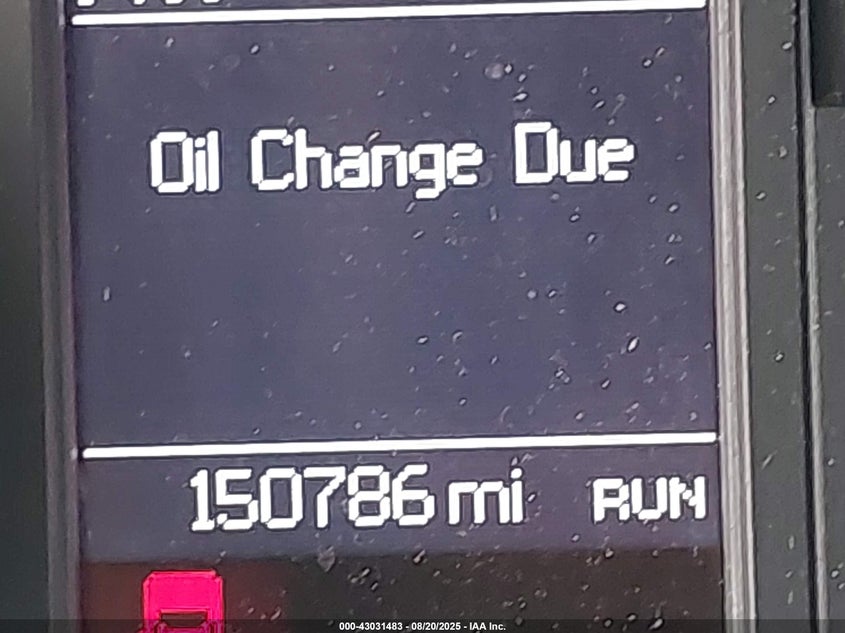 Oil Change Due
150786 mi RUN
000-43031483 - 08/20/2025 - IAA Inc.